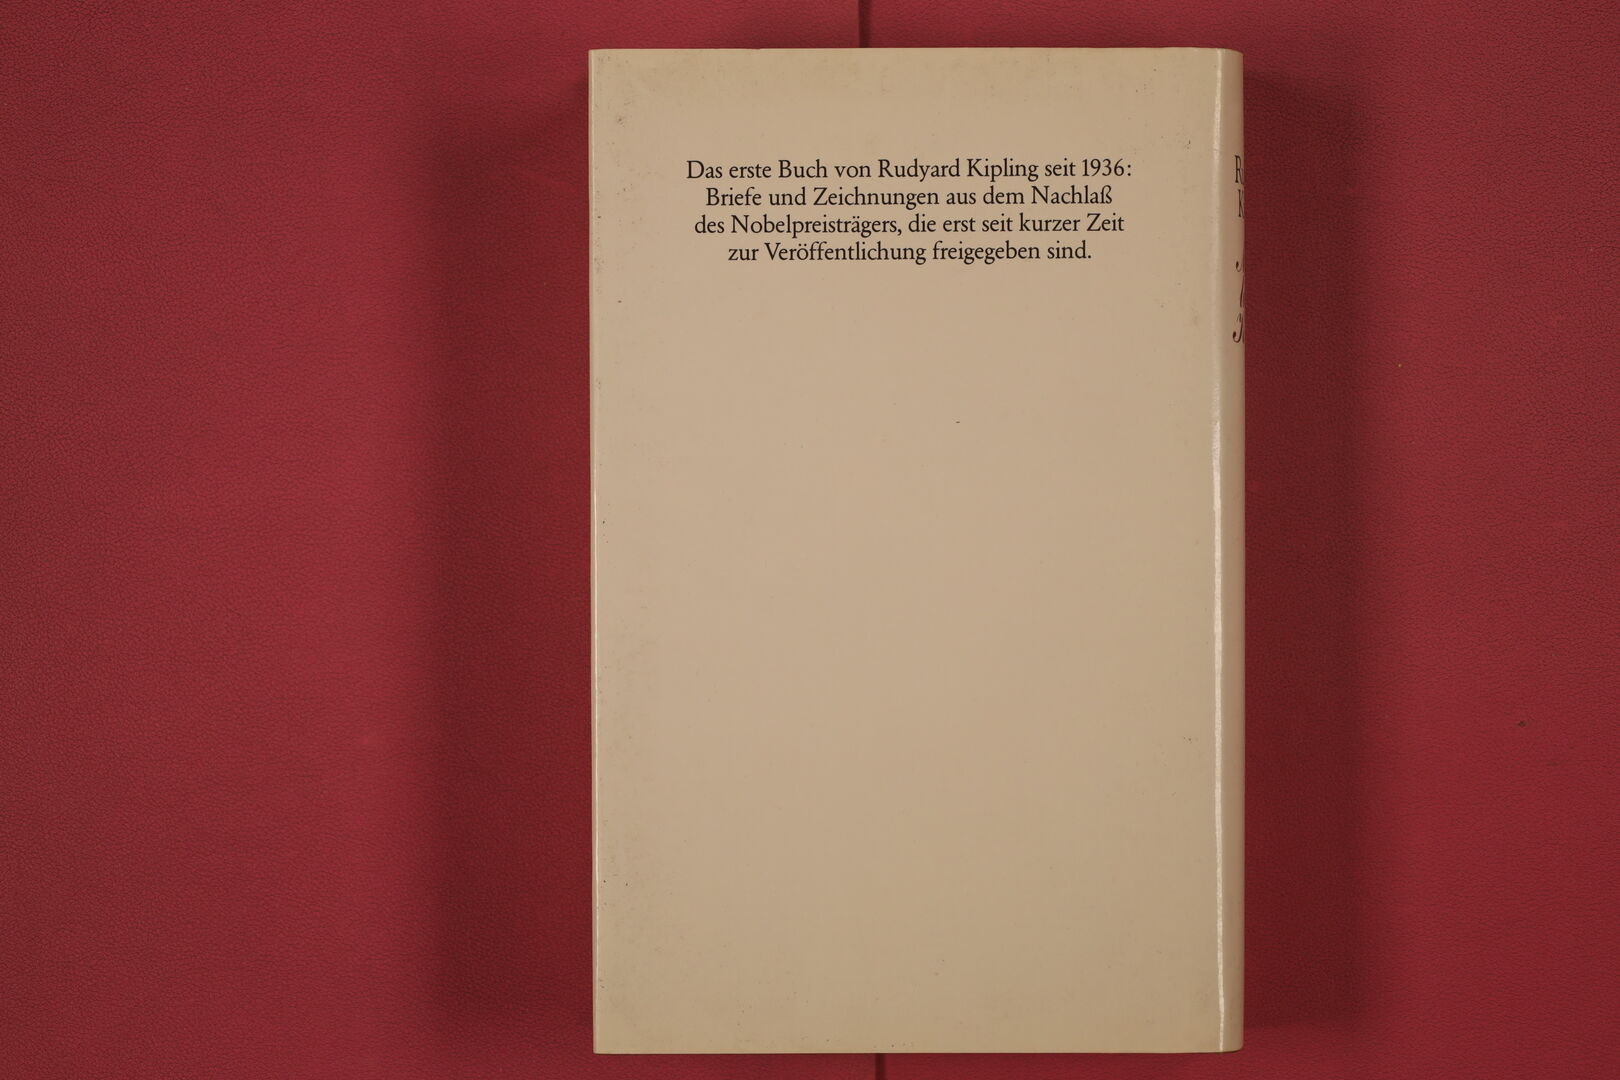 Das erste Buch von Rudyard Kipling seit 1936:
Briefe und Zeichnungen aus dem Nachlaß
des Nobelpreisträgers, die erst seit kurzer Zeit
zur Veröffentlichung freigegeben sind.